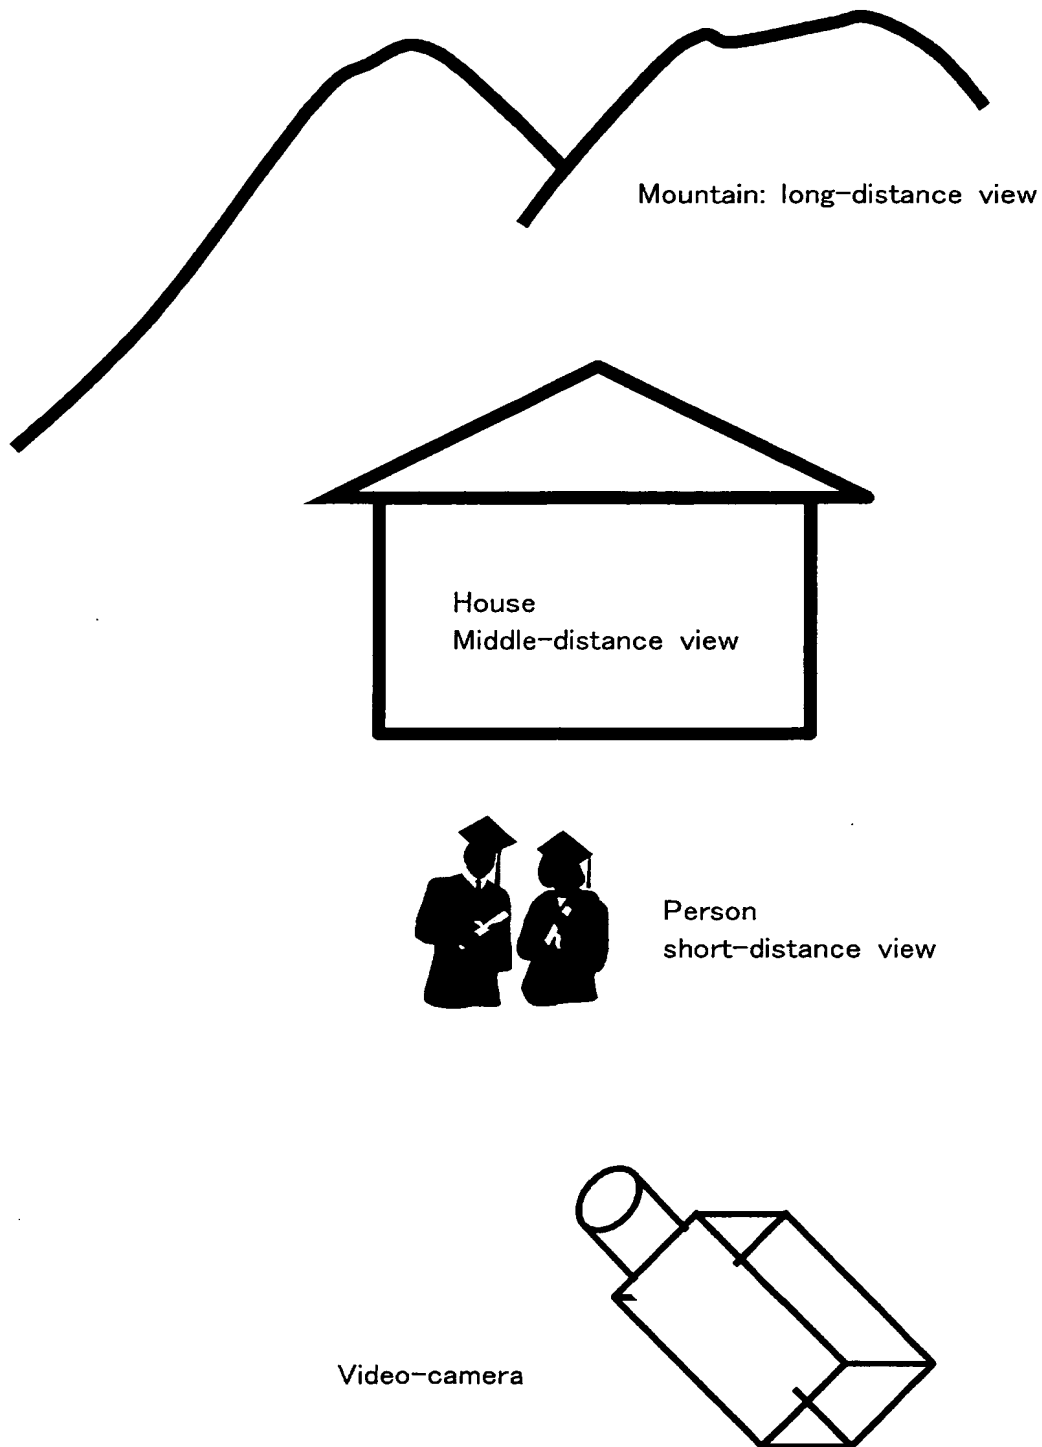 Mountain: long-distance view
House
Middle-distance view
Person
short-distance view
Video-camera